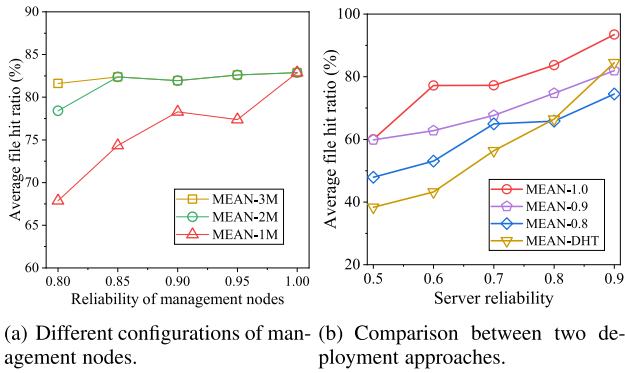 85
80
75
70
65
60
0.80 0.85 0.90 0.95 1.00
Average file hit ratio (%)
Reliability of management nodes
MEAN-3M
MEAN-2M
MEAN-1M
100
80
60
40
20
0.5 0.6 0.7 0.8 0.9
Average file hit ratio (%)
Server reliability
MEAN-1.0
MEAN-0.9
MEAN-0.8
MEAN-DHT
(a) Different configurations of man-
agement nodes.
(b) Comparison between two de-
ployment approaches.